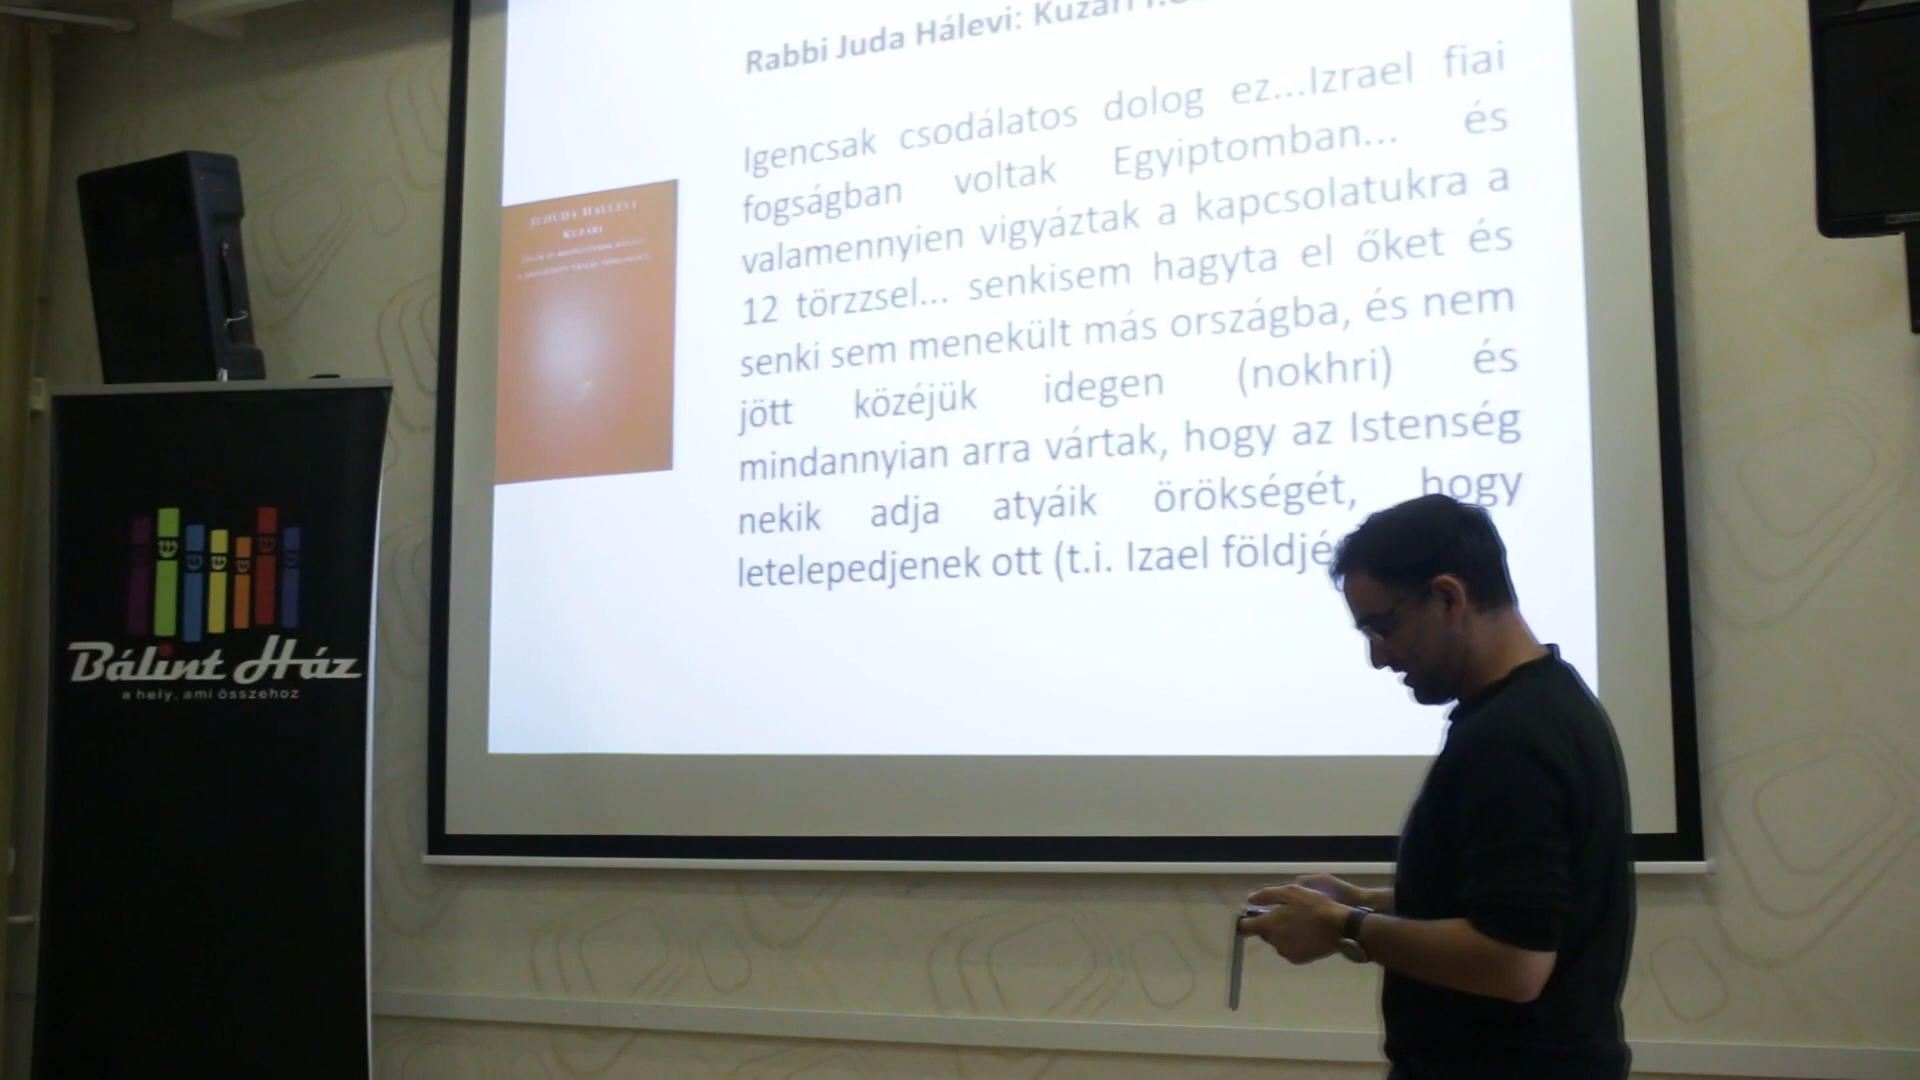 Rabbi Juda Hálevi: Kuzari
Igencsak csodálatos dolog ez...Izrael fiai
fogságban voltak Egyiptomban... és
valamennyien vigyáztak a kapcsolatukra a
12 törzzsel... senkisem hagyta el őket és
senki sem menekült más országba, és nem
jött közéjük idegen (nokhri) és
mindannyian arra vártak, hogy az Istenség
nekik adja atyáik örökségét, hogy
letelepedjenek ott (t.i. Izael
JEHUDA HALLEVI
KUZARI
Bálint Ház
a hely, ami összehoz